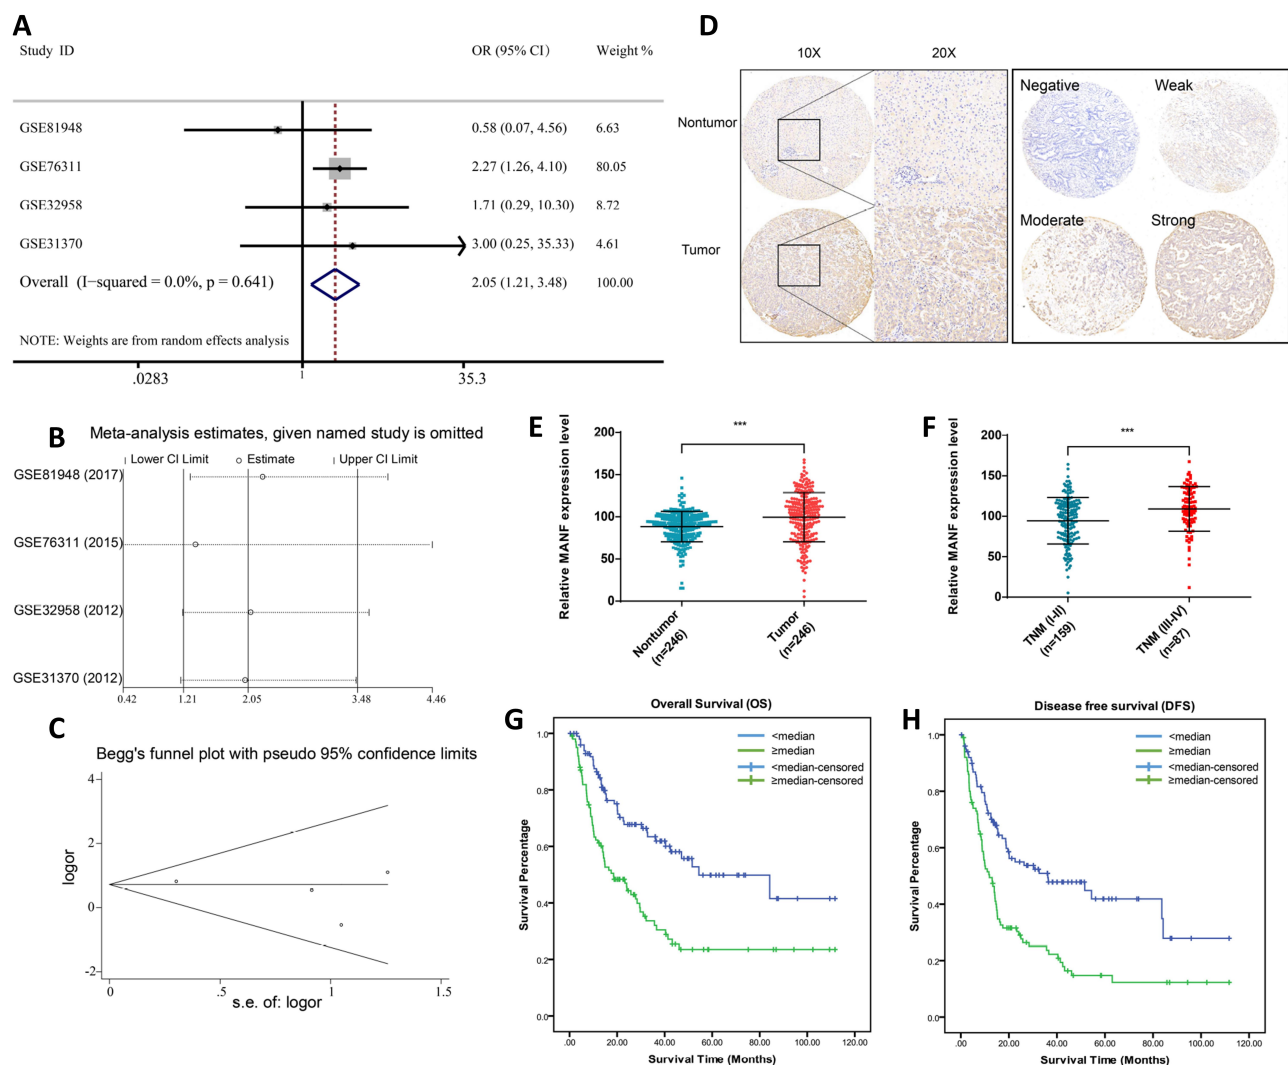 A
Study ID OR (95% CI) Weight %
GSE81948 0.58 (0.07, 4.56) 6.63
GSE76311 2.27 (1.26, 4.10) 80.05
GSE32958 1.71 (0.29, 10.30) 8.72
GSE31370 3.00 (0.25, 35.33) 4.61
Overall (I−squared = 0.0%, p = 0.641) 2.05 (1.21, 3.48) 100.00
NOTE: Weights are from random effects analysis
.0283 1 35.3
B
Meta-analysis estimates, given named study is omitted
Lower CI Limit Estimate Upper CI Limit
GSE81948 (2017)
GSE76311 (2015)
GSE32958 (2012)
GSE31370 (2012)
0.42 1.21 2.05 3.48 4.46
C
Begg's funnel plot with pseudo 95% confidence limits
logor
4
2
0
-2
0 .5 1 1.5
s.e. of: logor
D
10X 20X
Nontumor
Tumor
Negative Weak
Moderate Strong
E
Relative MANF expression level
200
150
100
50
0
***
Nontumor
(n=246)
Tumor
(n=246)
F
Relative MANF expression level
200
150
100
50
0
***
TNM (I-II)
(n=159)
TNM (III-IV)
(n=87)
G
Overall Survival (OS)
<median
≥median
<median-censored
≥median-censored
Survival Percentage
1.0
0.8
0.6
0.4
0.2
0.0
.00 20.00 40.00 60.00 80.00 100.00 120.00
Survival Time (Months)
H
Disease free survival (DFS)
<median
≥median
<median-censored
≥median-censored
Survival Percentage
1.0
0.8
0.6
0.4
0.2
0.0
.00 20.00 40.00 60.00 80.00 100.00 120.00
Survival Time (Months)